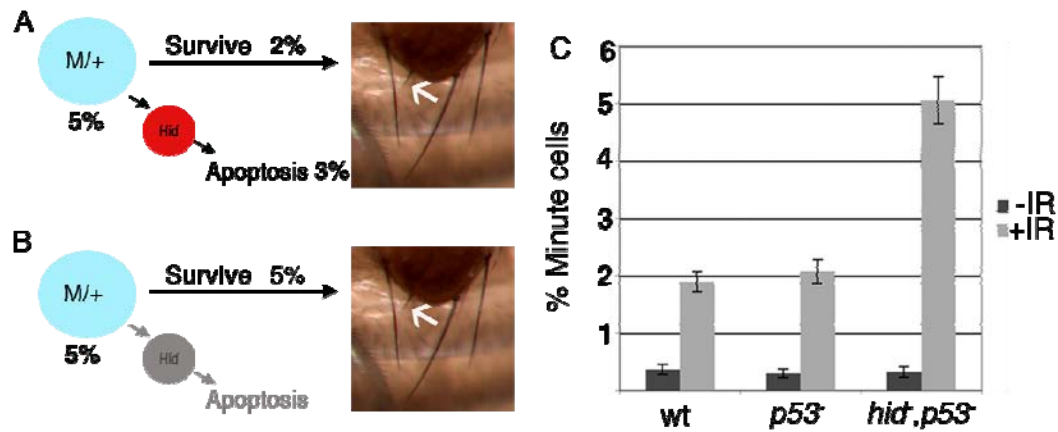 A
M/+
Survive 2%
5%
Hid
Apoptosis 3%
B
M/+
Survive 5%
5%
Hid
Apoptosis
C
% Minute cells
6
5
4
3
2
1
-IR
+IR
wt
p53-
hid-,p53-